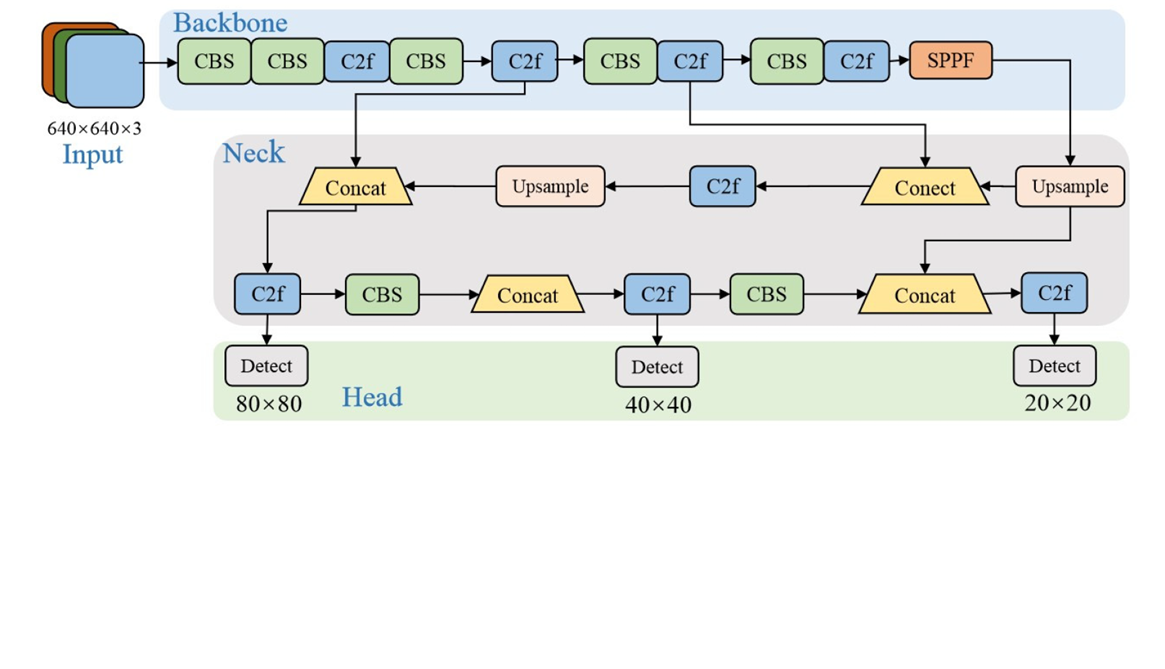 Backbone
CBS CBS C2f CBS C2f CBS C2f CBS C2f SPPF
640×640×3
Input
Neck
Concat Upsample C2f Conect Upsample
C2f CBS Concat C2f CBS Concat C2f
Detect Detect Detect
80×80 Head 40×40 20×20